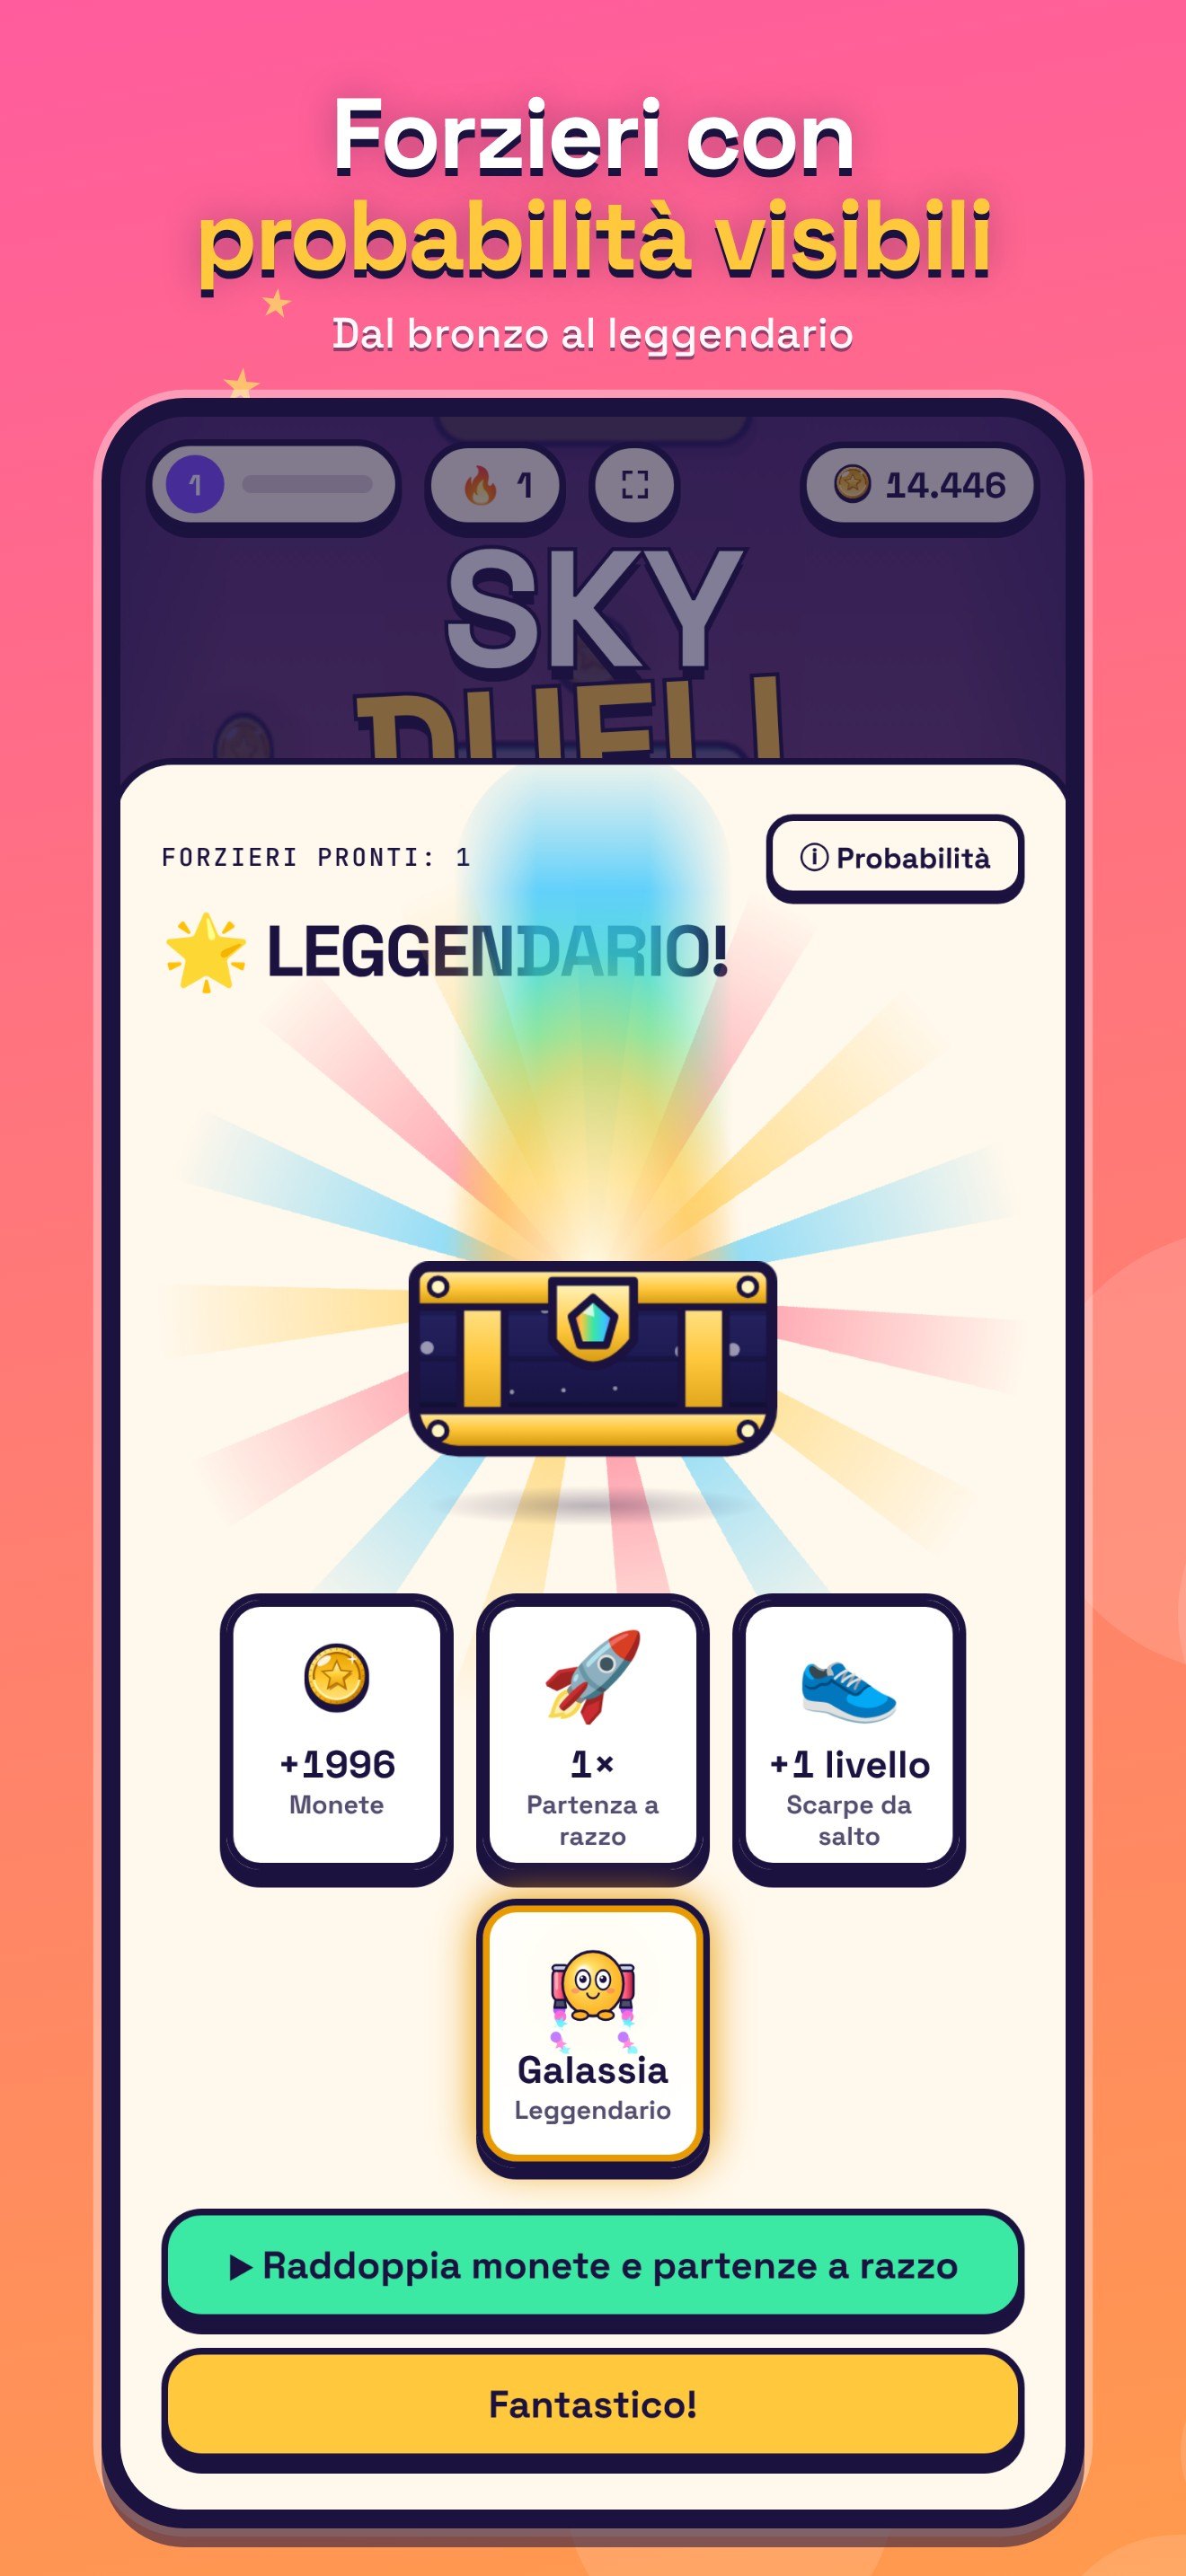 Forzieri con
probabilità visibili
Dal bronzo al leggendario
1
🔥 1
14.446
SKY
DUEL!
FORZIERI PRONTI: 1
ⓘ Probabilità
🌟 LEGGENDARIO!
+1996
Monete
1×
Partenza a
razzo
+1 livello
Scarpe da
salto
Galassia
Leggendario
▶ Raddoppia monete e partenze a razzo
Fantastico!